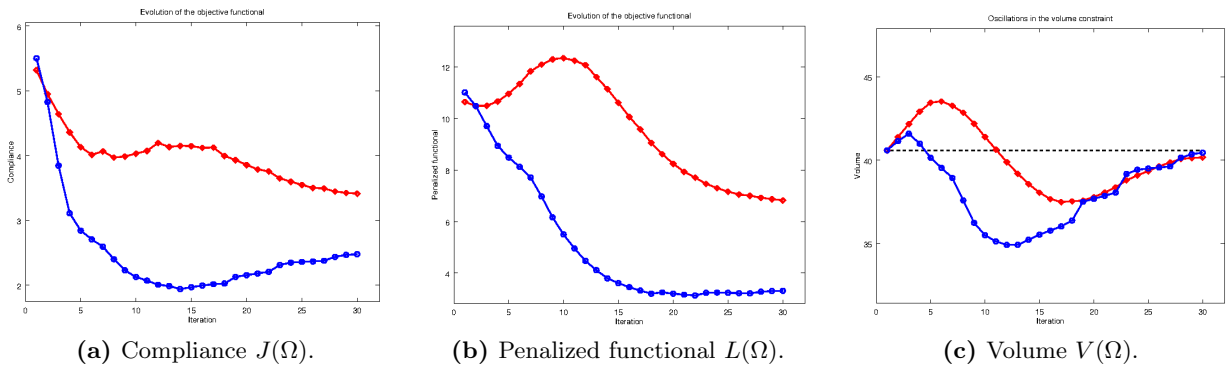 Evolution of the objective functional
6
5
4
3
2
Compliance
0 5 10 15 20 25 30
Iteration
(a) Compliance J(Ω).
Evolution of the objective functional
12
10
8
6
4
Penalized functional
0 5 10 15 20 25 30
Iteration
(b) Penalized functional L(Ω).
Oscillations in the volume constraint
45
40
35
Volume
0 5 10 15 20 25 30
Iteration
(c) Volume V(Ω).